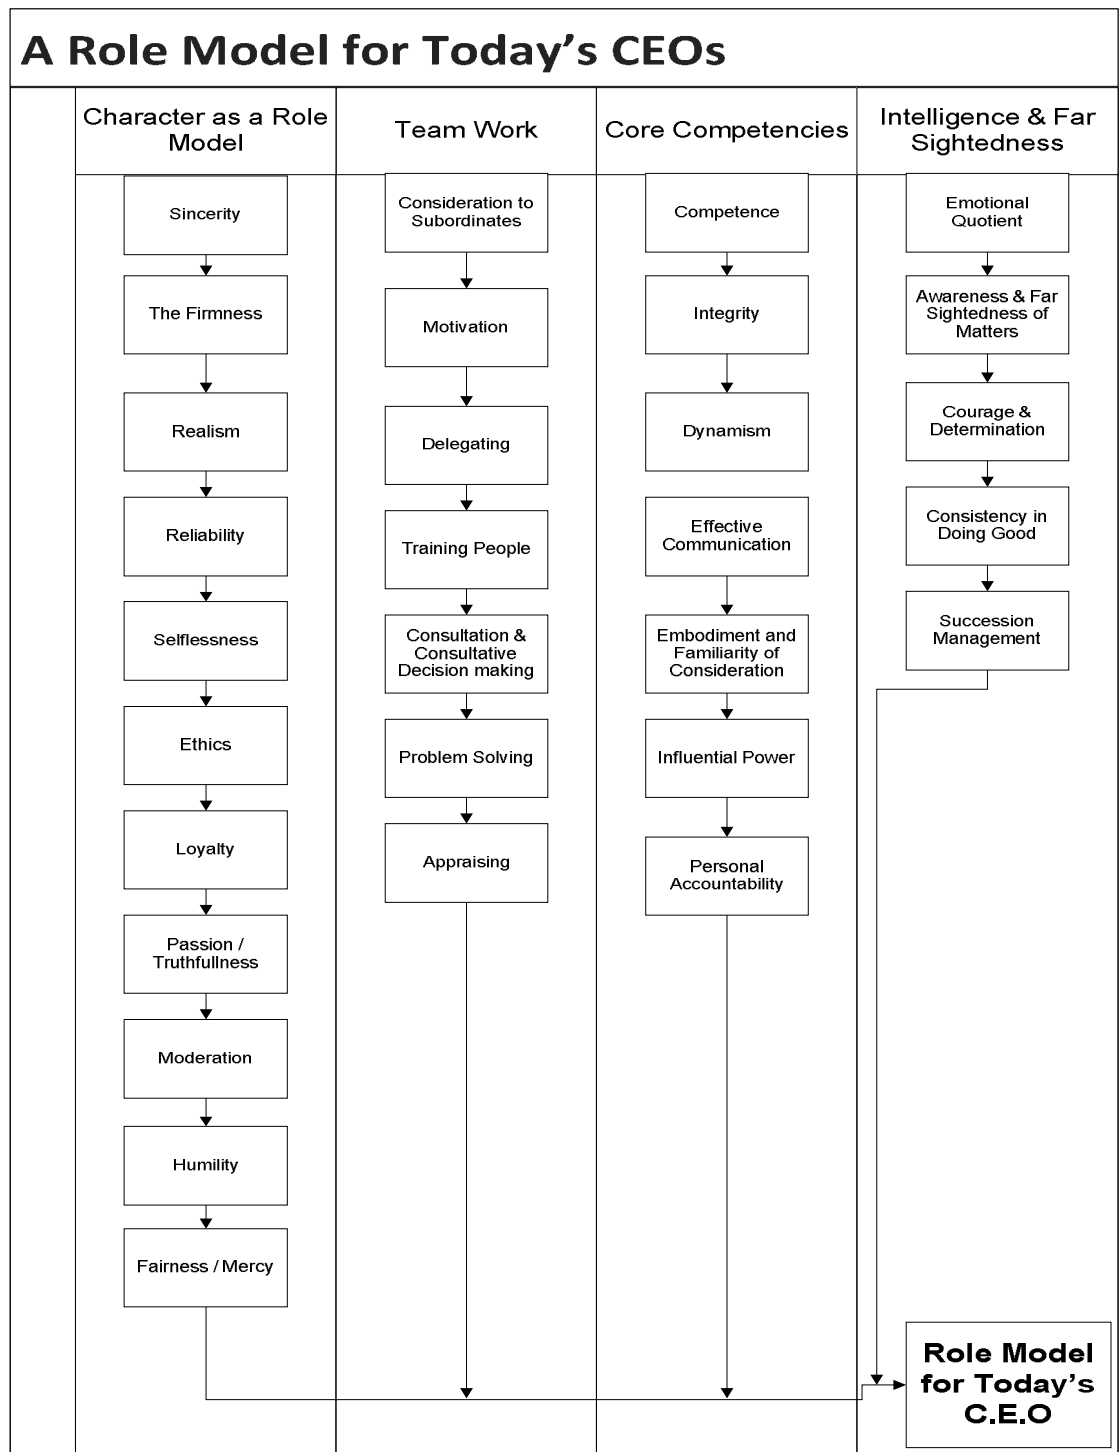 A Role Model for Today's CEOs
Character as a Role
Model
Team Work
Core Competencies
Intelligence & Far
Sightedness
Sincerity
The Firmness
Realism
Reliability
Selflessness
Ethics
Loyalty
Passion /
Truthfullness
Moderation
Humility
Fairness / Mercy
Consideration to
Subordinates
Motivation
Delegating
Training People
Consultation &
Consultative
Decision making
Problem Solving
Appraising
Competence
Integrity
Dynamism
Effective
Communication
Embodiment and
Familiarity of
Consideration
Influential Power
Personal
Accountability
Emotional
Quotient
Awareness & Far
Sightedness of
Matters
Courage &
Determination
Consistency in
Doing Good
Succession
Management
Role Model
for Today's
C.E.O